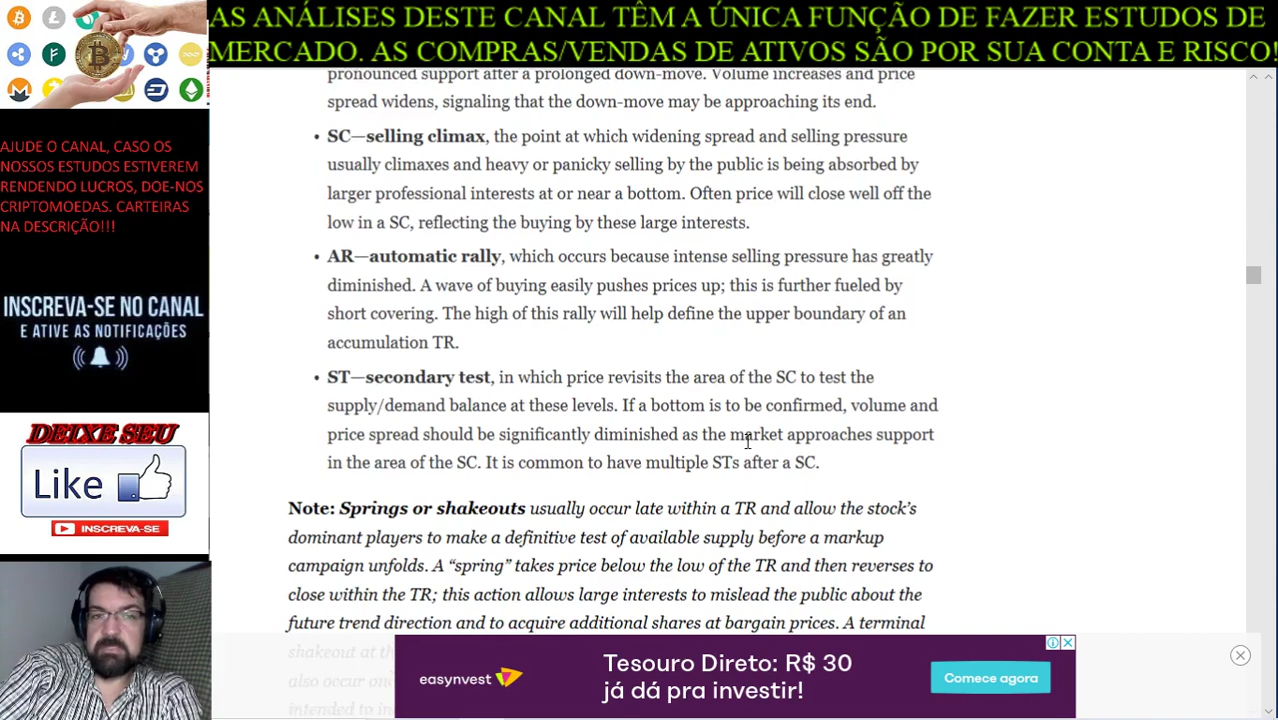 AS ANÁLISES DESTE CANAL TÊM A ÚNICA FUNÇÃO DE FAZER ESTUDOS DE
MERCADO. AS COMPRAS/VENDAS DE ATIVOS SÃO POR SUA CONTA E RISCO!
AJUDE O CANAL, CASO OS
NOSSOS ESTUDOS ESTIVEREM
RENDENDO LUCROS, DOE-NOS
CRIPTOMOEDAS. CARTEIRAS
NA DESCRIÇÃO!!!
INSCREVA-SE NO CANAL
E ATIVE AS NOTIFICAÇÕES
DEIXE SEU
Like
INSCREVA-SE
pronounced support after a prolonged down-move. Volume increases and price
spread widens, signaling that the down-move may be approaching its end.
• SC—selling climax, the point at which widening spread and selling pressure
usually climaxes and heavy or panicky selling by the public is being absorbed by
larger professional interests at or near a bottom. Often price will close well off the
low in a SC, reflecting the buying by these large interests.
• AR—automatic rally, which occurs because intense selling pressure has greatly
diminished. A wave of buying easily pushes prices up; this is further fueled by
short covering. The high of this rally will help define the upper boundary of an
accumulation TR.
• ST—secondary test, in which price revisits the area of the SC to test the
supply/demand balance at these levels. If a bottom is to be confirmed, volume and
price spread should be significantly diminished as the market approaches support
in the area of the SC. It is common to have multiple STs after a SC.
Note: Springs or shakeouts usually occur late within a TR and allow the stock’s
dominant players to make a definitive test of available supply before a markup
campaign unfolds. A “spring” takes price below the low of the TR and then reverses to
close within the TR; this action allows large interests to mislead the public about the
future trend direction and to acquire additional shares at bargain prices. A terminal
shakeout at th
also occur on
intended to in
easynvest
Tesouro Direto: R$ 30
já dá pra investir!
Comece agora